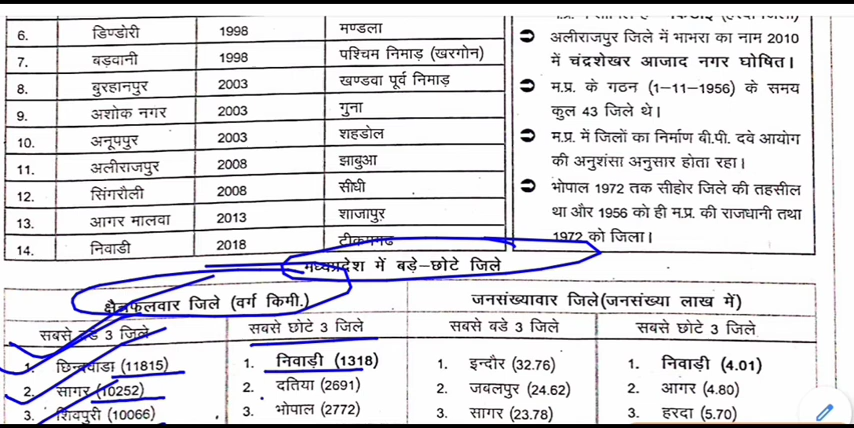 6. डिण्डोरी 1998 मण्डला
7. बड़वानी 1998 पश्चिम निमाड़ (खरगोन)
8. बुरहानपुर 2003 खण्डवा पूर्व निमाड़
9. अशोक नगर 2003 गुना
10. अनूपपुर 2003 शहडोल
11. अलीराजपुर 2008 झाबुआ
12. सिंगरौली 2008 सीधी
13. आगर मालवा 2013 शाजापुर
14. निवाडी 2018 टीकमगढ
अलीराजपुर जिले में भाभरा का नाम 2010
में चंद्रशेखर आजाद नगर घोषित।
म.प्र. के गठन (1–11–1956) के समय
कुल 43 जिले थे।
म.प्र. में जिलों का निर्माण बी.पी. दवे आयोग
की अनुशंसा अनुसार होता रहा।
भोपाल 1972 तक सीहोर जिले की तहसील
था और 1956 को ही म.प्र. की राजधानी तथा
1972 को जिला।
मध्यप्रदेश में बड़े–छोटे जिले
क्षैत्रफलवार जिले (वर्ग किमी.) जनसंख्यावार जिले(जनसंख्या लाख में)
सबसे बडे 3 जिले सबसे छोटे 3 जिले सबसे बडे 3 जिले सबसे छोटे 3 जिले
1. छिन्दवाडा (11815) 1. निवाड़ी (1318) 1. इन्दौर (32.76) 1. निवाड़ी (4.01)
2. सागर (10252) 2. दतिया (2691) 2. जबलपुर (24.62) 2. आगर (4.80)
3. शिवपुरी (10066) 3. भोपाल (2772) 3. सागर (23.78) 3. हरदा (5.70)